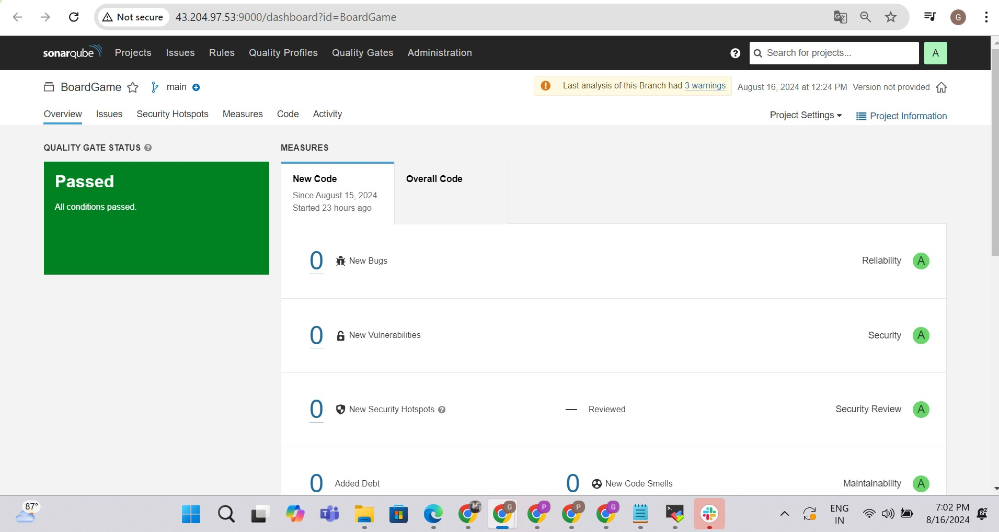 Not secure 43.204.97.53:9000/dashboard?id=BoardGame
G
sonarqube Projects Issues Rules Quality Profiles Quality Gates Administration
? Search for projects... A
BoardGame main
Last analysis of this Branch had 3 warnings August 16, 2024 at 12:24 PM Version not provided
Overview Issues Security Hotspots Measures Code Activity
Project Settings Project Information
QUALITY GATE STATUS ?
Passed
All conditions passed.
MEASURES
New Code
Since August 15, 2024
Started 23 hours ago
Overall Code
0 New Bugs Reliability A
0 New Vulnerabilities Security A
0 New Security Hotspots ? — Reviewed Security Review A
0 Added Debt 0 New Code Smells Maintainability A
87°
G P P G
ENG
IN
7:02 PM
8/16/2024